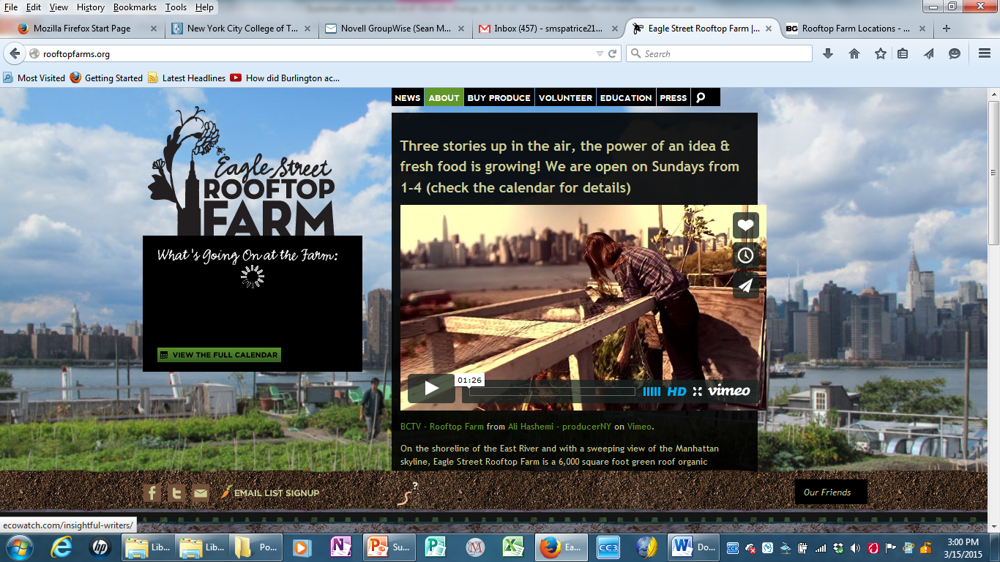 File Edit View History Bookmarks Tools Help
Mozilla Firefox Start Page
New York City College of T...
Novell GroupWise (Sean M...
Inbox (457) - smspatrice21...
Eagle Street Rooftop Farm |...
BG
Rooftop Farm Locations - ...
rooftopfarms.org
Search
Most Visited Getting Started Latest Headlines How did Burlington ac...
NEWS ABOUT BUY PRODUCE VOLUNTEER EDUCATION PRESS
Eagle Street
ROOFTOP
FARM
What's Going On at the Farm:
VIEW THE FULL CALENDAR
Three stories up in the air, the power of an idea &
fresh food is growing! We are open on Sundays from
1-4 (check the calendar for details)
01:26
HD vimeo
BCTV - Rooftop Farm from Ali Hashemi - producerNY on Vimeo.
On the shoreline of the East River and with a sweeping view of the Manhattan
skyline, Eagle Street Rooftop Farm is a 6,000 square foot green roof organic
EMAIL LIST SIGNUP
?
Our Friends
ecowatch.com/insightful-writers/
Lib... Lib... Po... Su... Ea... CC3 Do... CC3
3:00 PM
3/15/2015